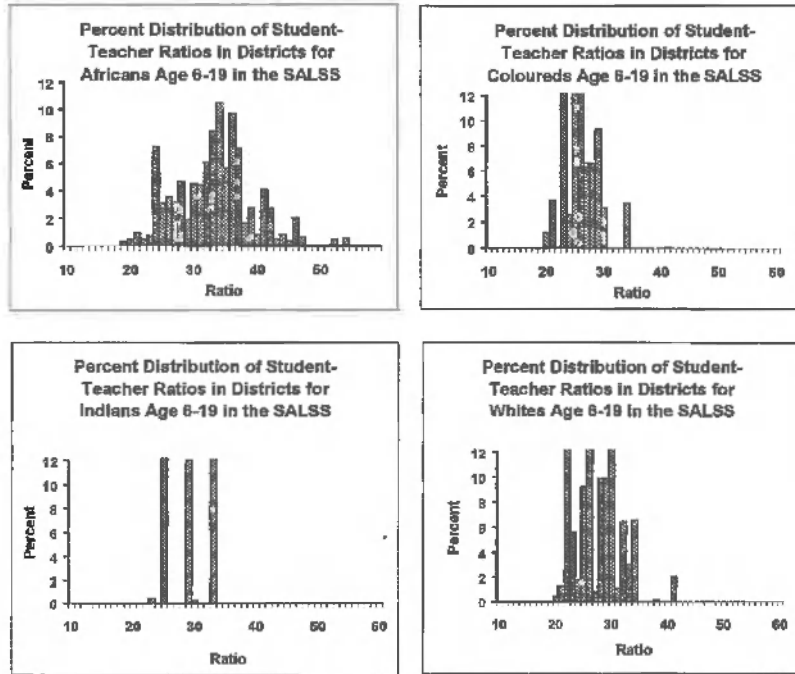 Percent Distribution of Student-
Teacher Ratios in Districts for
Africans Age 6-19 in the SALSS
12
10
8
6
4
2
0
Percent
10
20
30
40
50
Ratio
Percent Distribution of Student-
Teacher Ratios in Districts for
Coloureds Age 6-19 in the SALSS
12
10
8
6
4
2
0
Percent
10
20
30
40
50
60
Ratio
Percent Distribution of Student-
Teacher Ratios in Districts for
Indians Age 6-19 in the SALSS
12
10
8
6
4
2
0
Percent
10
20
30
40
50
60
Ratio
Percent Distribution of Student-
Teacher Ratios in Districts for
Whites Age 6-19 in the SALSS
12
10
8
6
4
2
0
Percent
10
20
30
40
50
60
Ratio